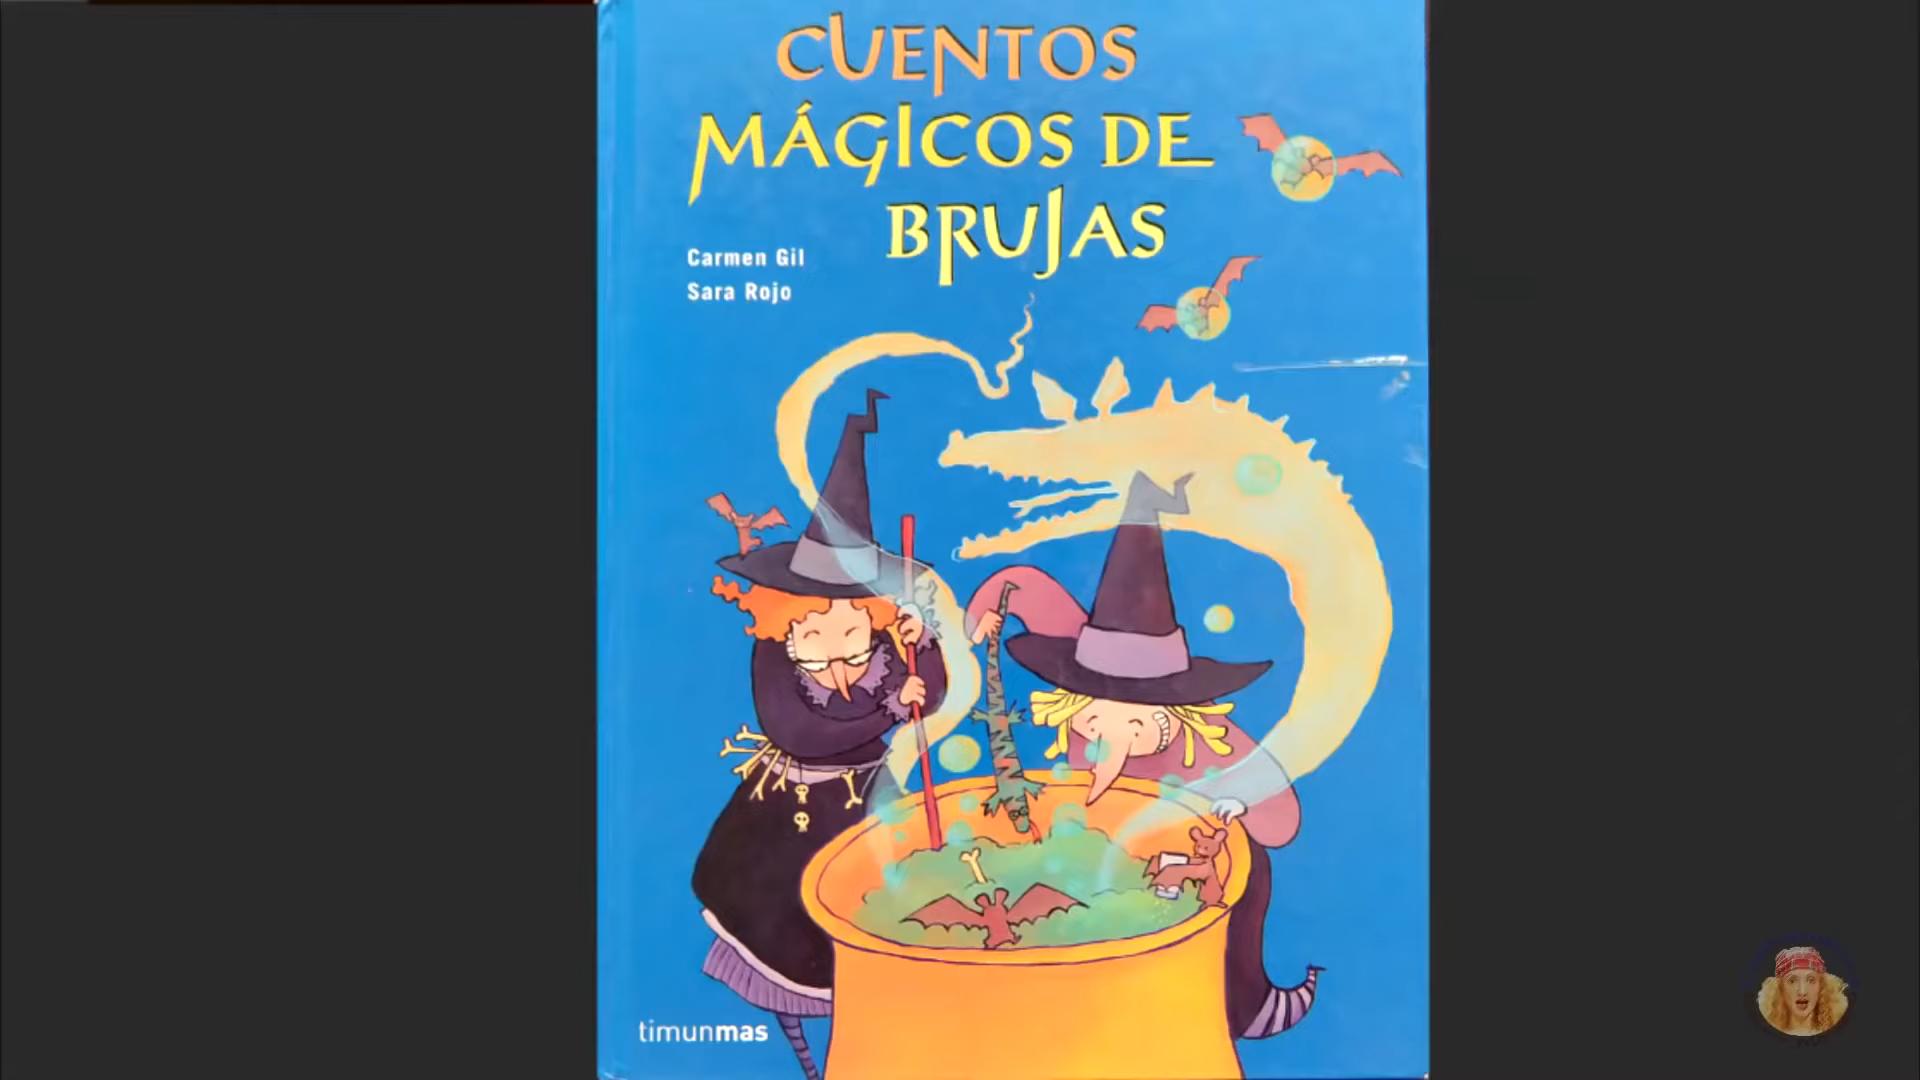 CUENTOS
MÁGICOS DE
BRUJAS
Carmen Gil
Sara Rojo
timunmas